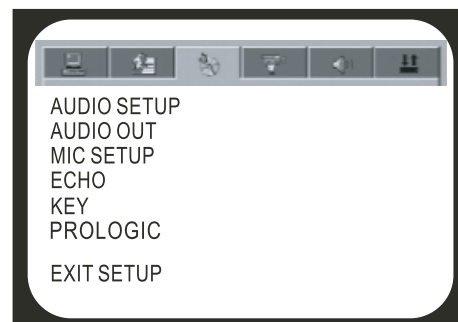 AUDIO SETUP
AUDIO OUT
MIC SETUP
ECHO
KEY
PROLOGIC
EXIT SETUP